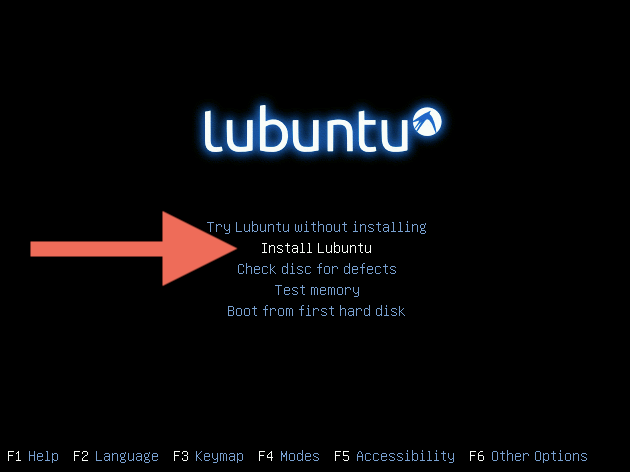 lubuntu
Try Lubuntu without installing
Install Lubuntu
Check disc for defects
Test memory
Boot from first hard disk
F1 Help F2 Language F3 Keymap F4 Modes F5 Accessibility F6 Other Options